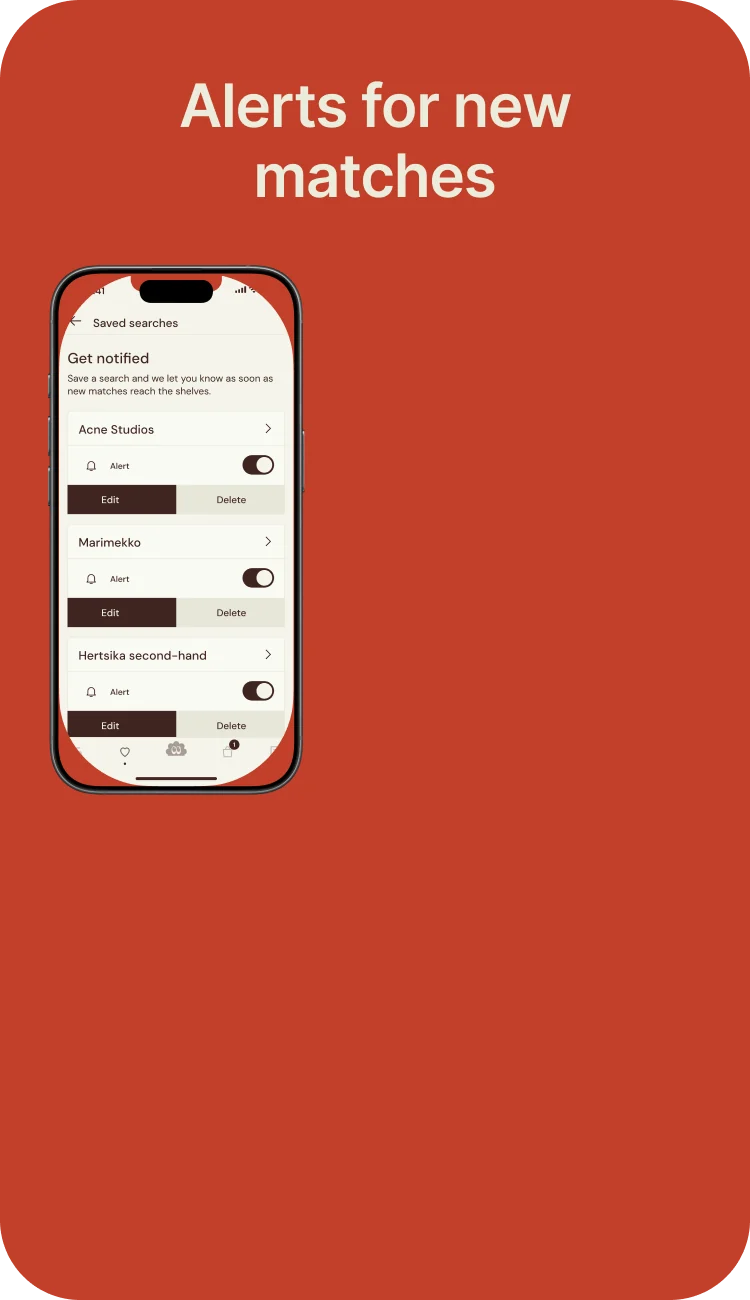 Alerts for new
matches
Saved searches
Get notified
Save a search and we let you know as soon as
new matches reach the shelves.
Acne Studios
Alert
Edit Delete
Marimekko
Alert
Edit Delete
Hertsika second-hand
Alert
Edit Delete
1